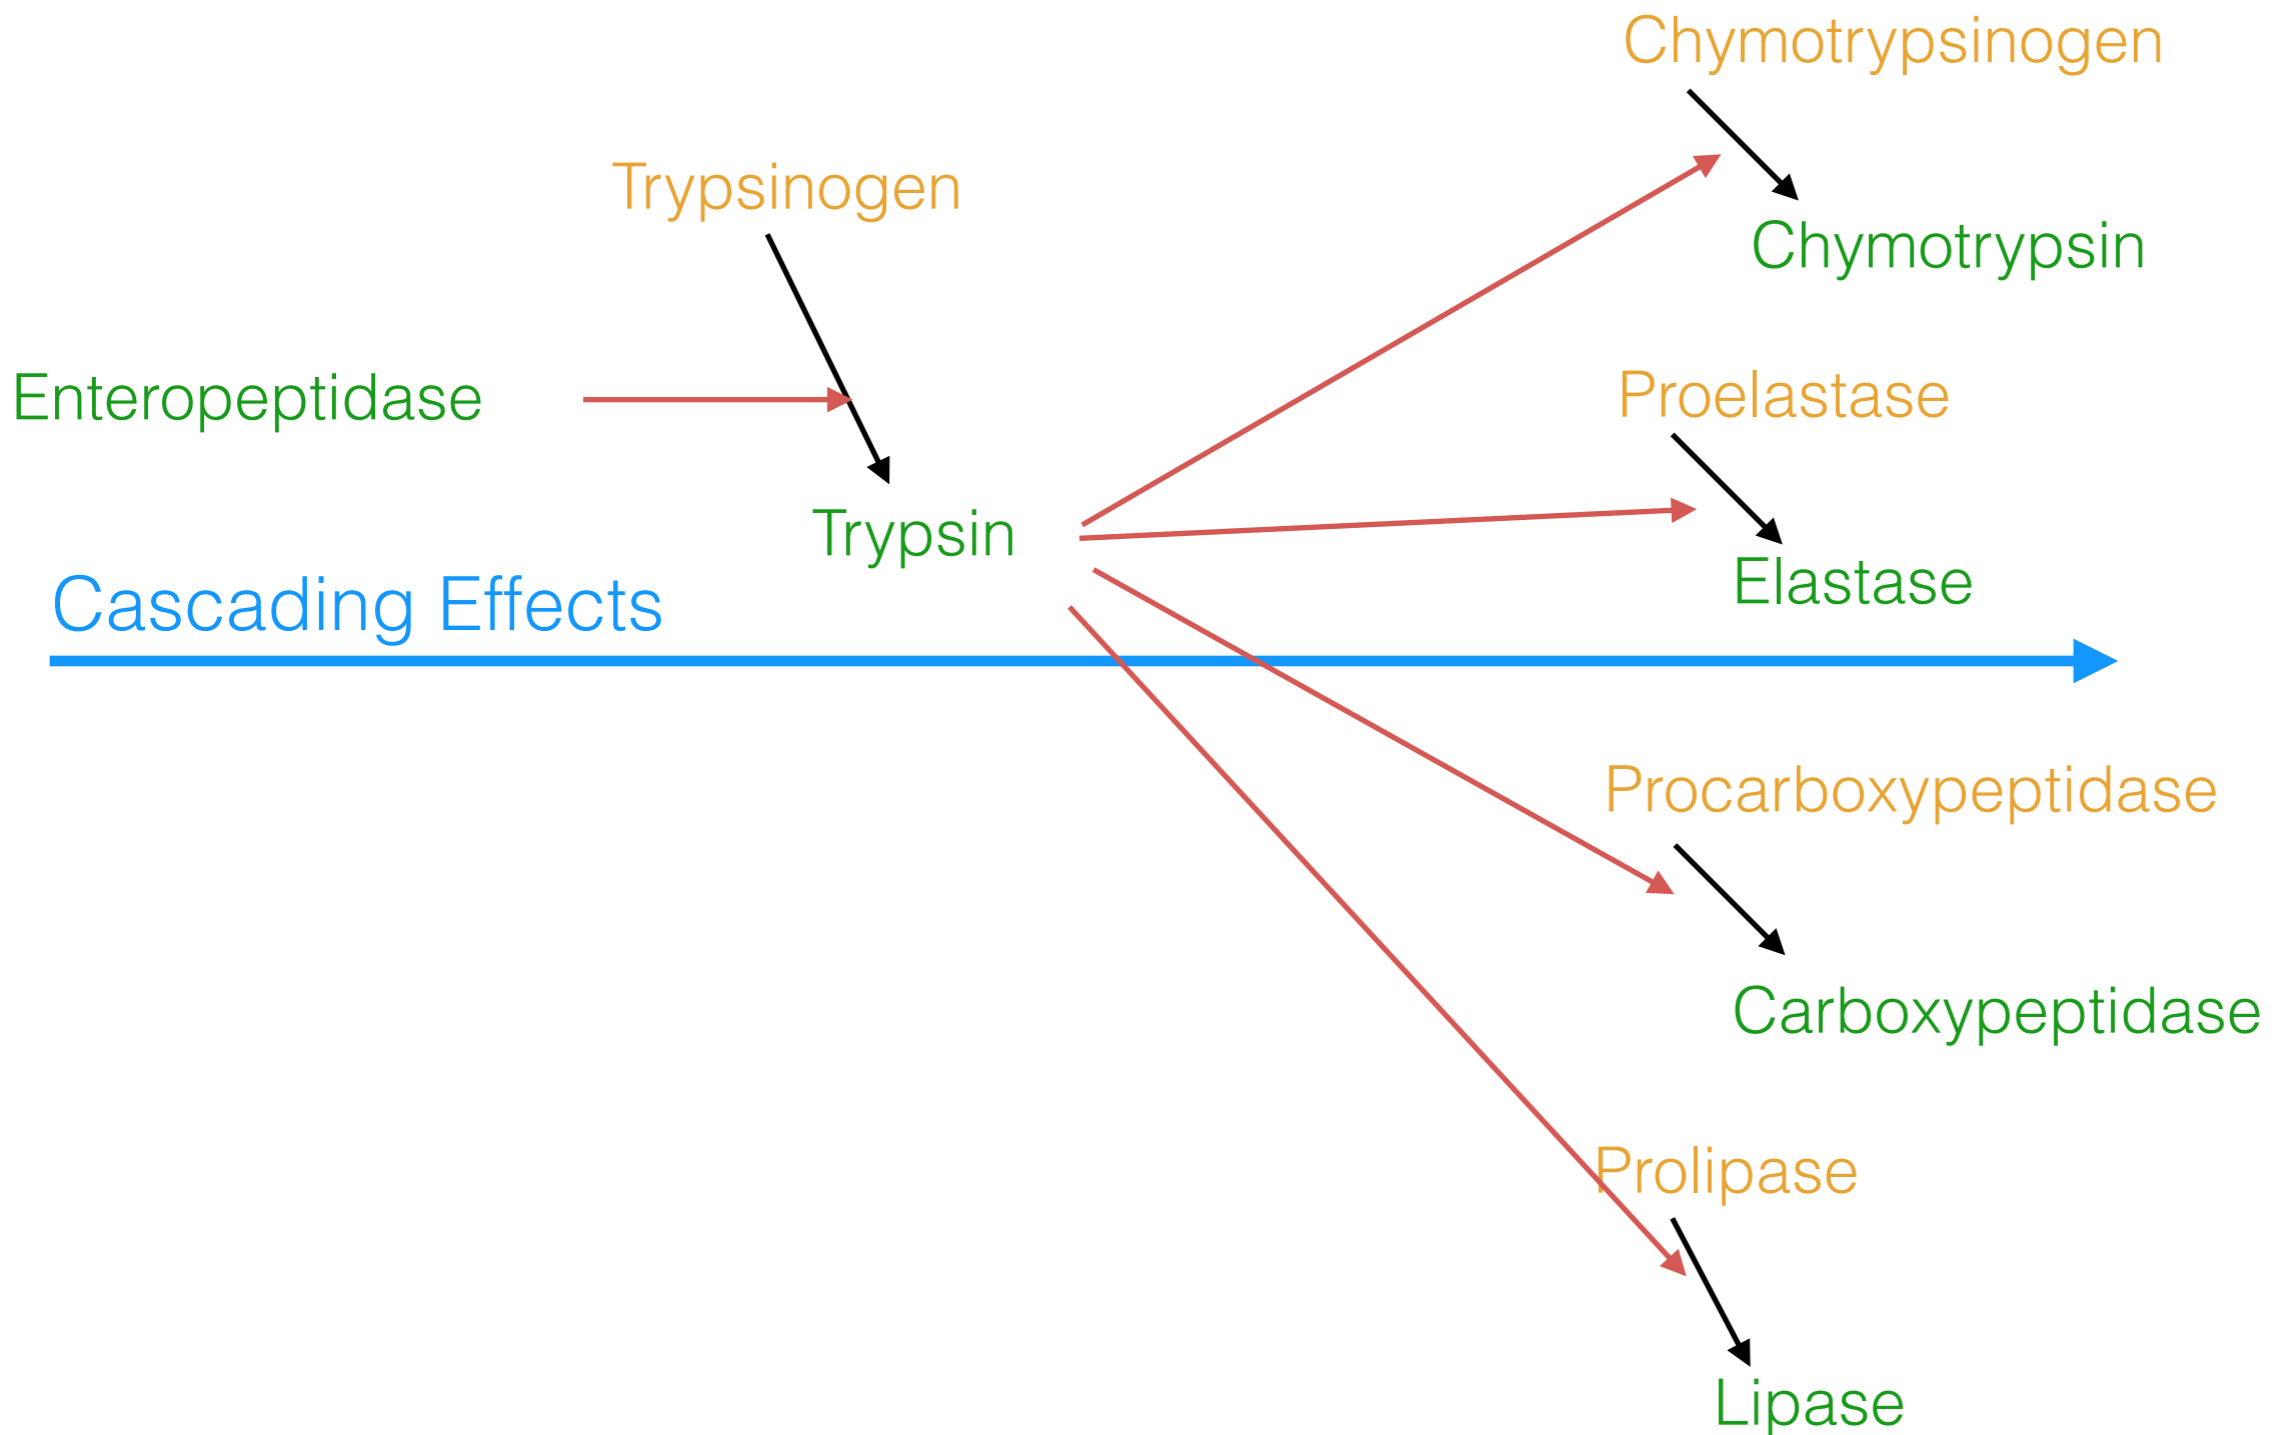 Chymotrypsinogen
Trypsinogen
Chymotrypsin
Enteropeptidase
Proelastase
Trypsin
Elastase
Cascading Effects
Procarboxypeptidase
Carboxypeptidase
Prolipase
Lipase